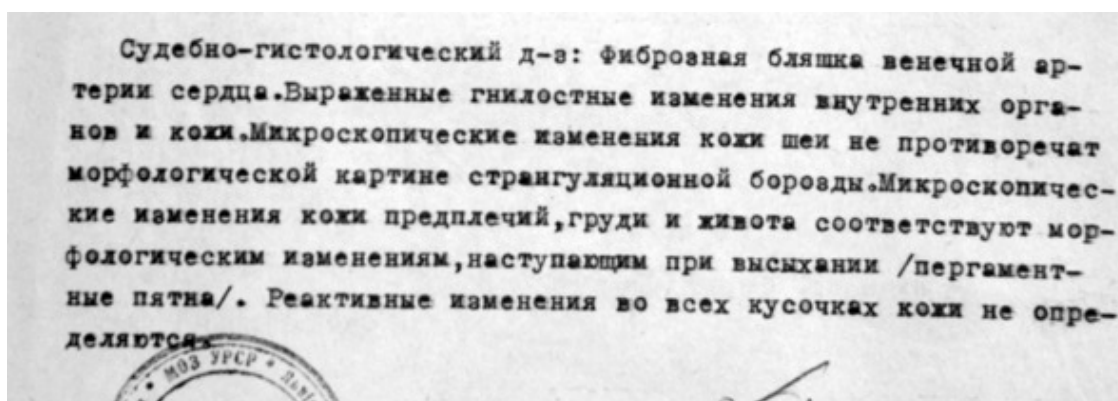 Судебно-гистологический д-з: Фиброзная бляшка венечной ар-
терии сердца.Выраженные гнилостные изменения внутренних орга-
нов и кожи.Микроскопические изменения кожи шеи не противоречат
морфологической картине странгуляционной борозды.Микроскопичес-
кие изменения кожи предплечий,груди и живота соответствуют мор-
фологическим изменениям,наступающим при высыхании /пергамент-
ные пятна/. Реактивные изменения во всех кусочках кожи не опре-
деляются.
МОЗ УРСР